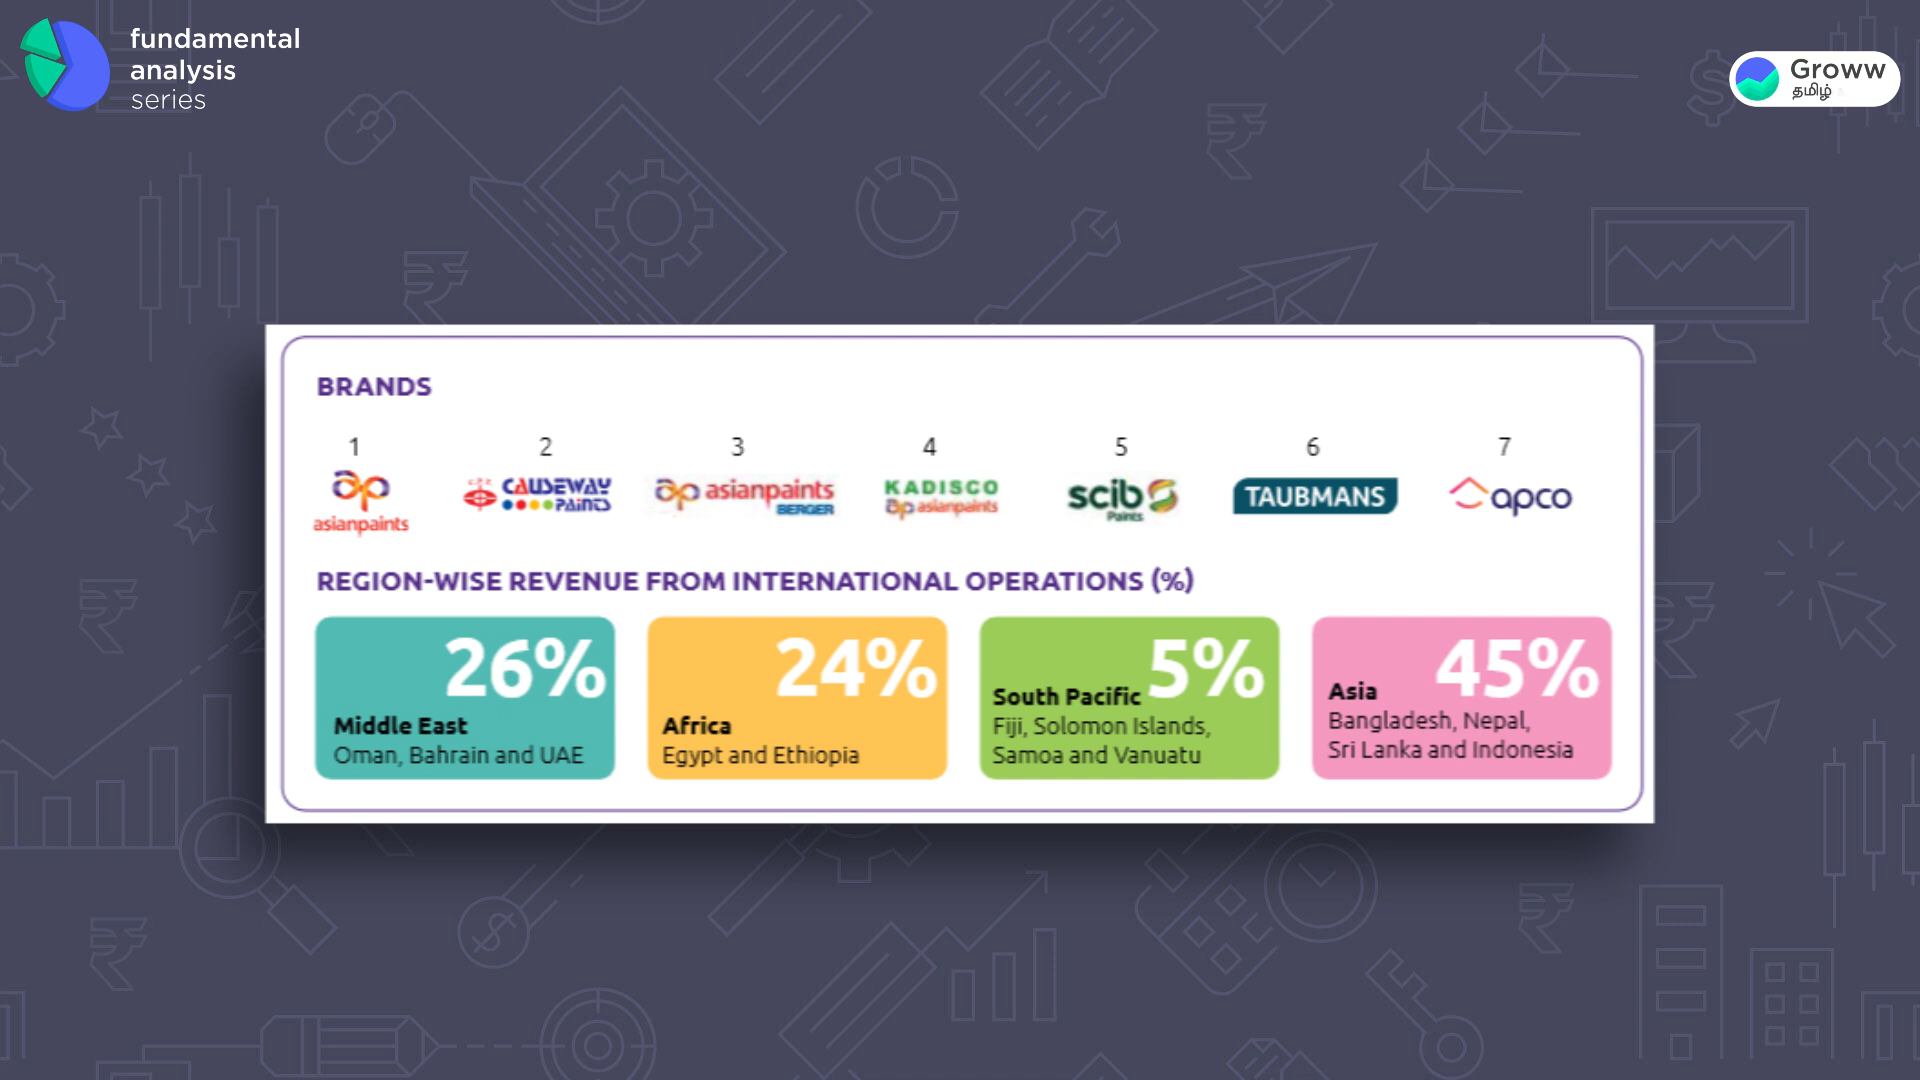 fundamental
analysis
series
Groww
தமிழ்
BRANDS
1 2 3 4 5 6 7
ap
asianpaints
CAUSEWAY
PAiNTS
ap asianpaints
BERGER
KADISCO
ap asianpaints
scib
Paints
TAUBMANS
apco
REGION-WISE REVENUE FROM INTERNATIONAL OPERATIONS (%)
26%
Middle East
Oman, Bahrain and UAE
24%
Africa
Egypt and Ethiopia
5%
South Pacific
Fiji, Solomon Islands,
Samoa and Vanuatu
45%
Asia
Bangladesh, Nepal,
Sri Lanka and Indonesia